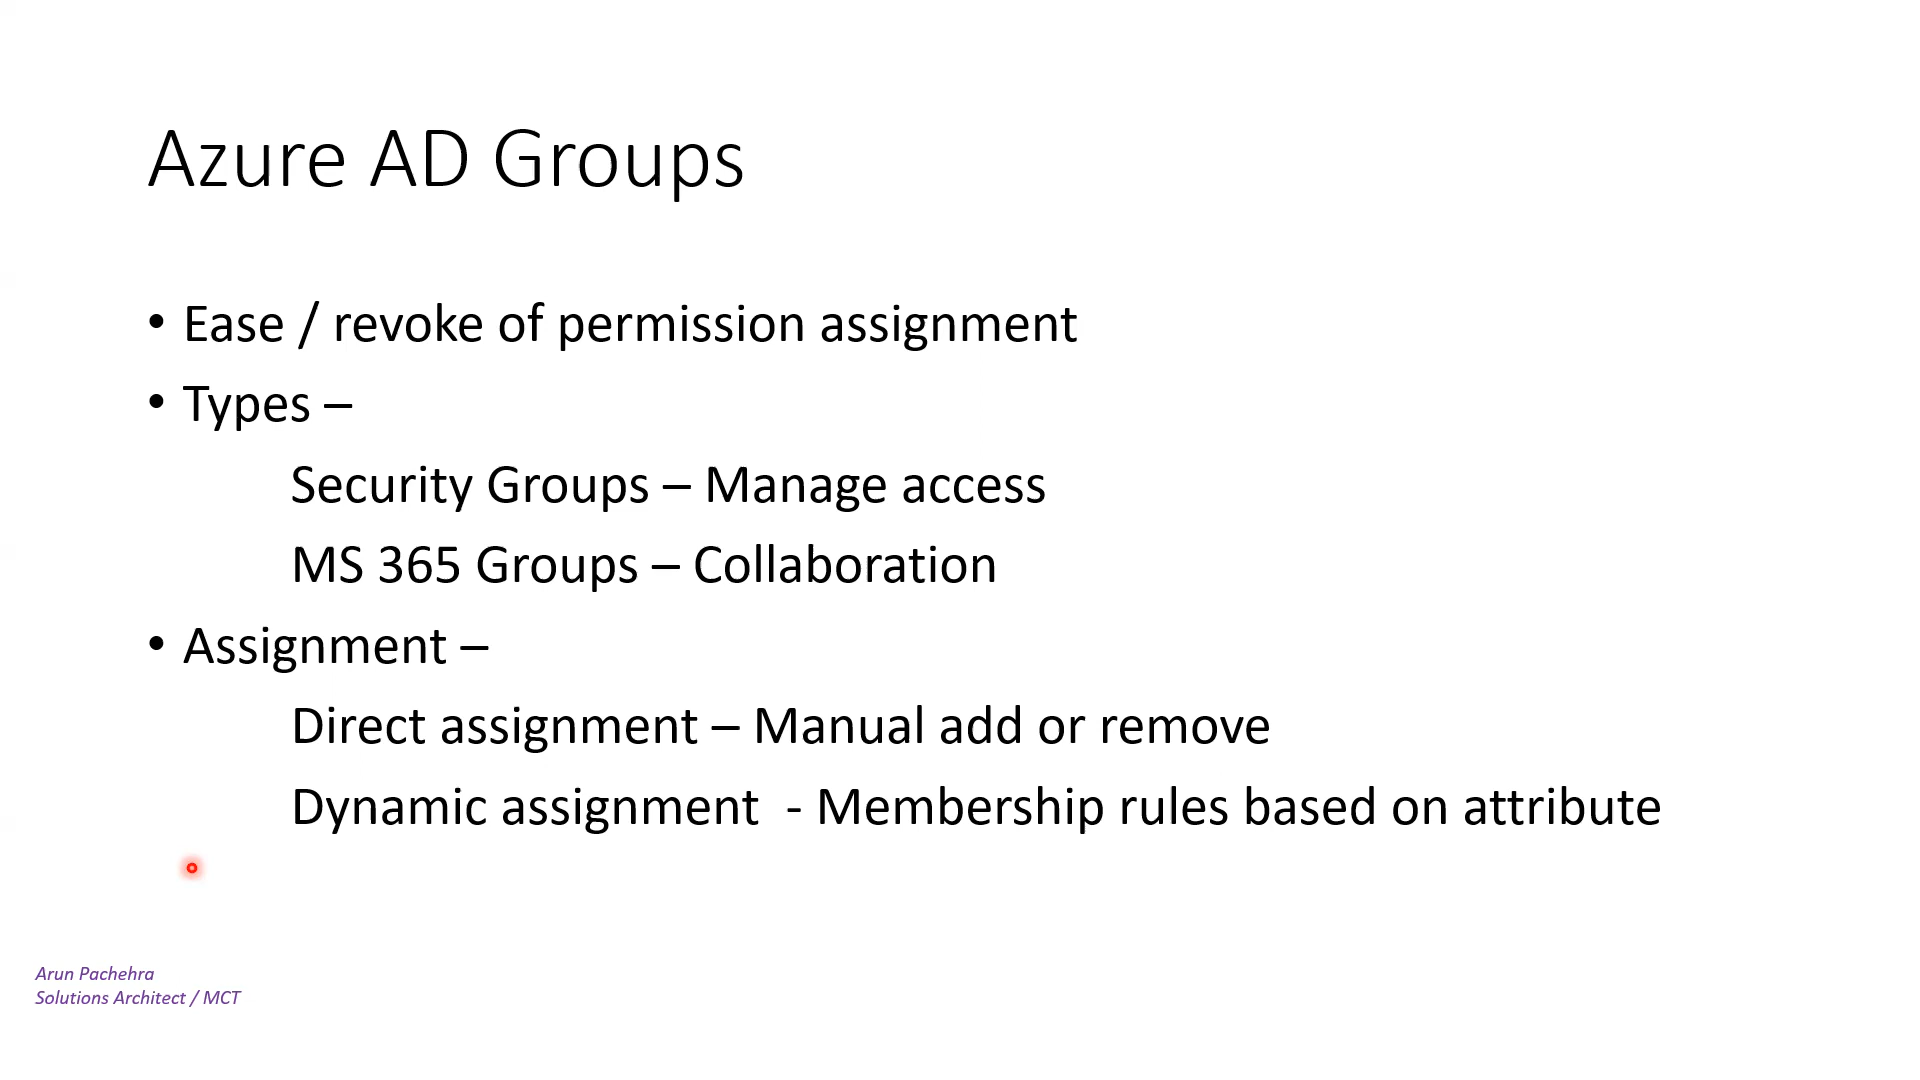 Azure AD Groups
• Ease / revoke of permission assignment
• Types –
Security Groups – Manage access
MS 365 Groups – Collaboration
• Assignment –
Direct assignment – Manual add or remove
Dynamic assignment  - Membership rules based on attribute
Arun Pachehra
Solutions Architect / MCT